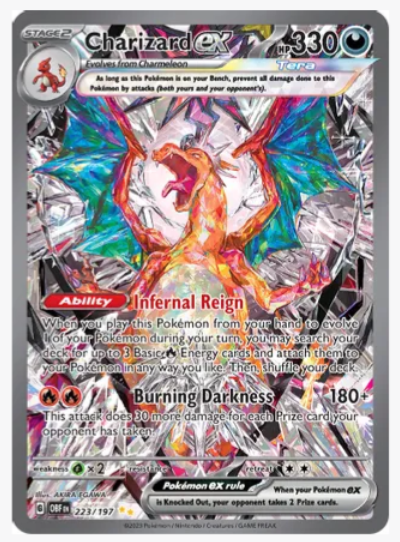 STAGE 2 Charizard ex HP 330
Evolves from Charmeleon Tera
As long as this Pokémon is on your Bench, prevent all damage done to
this Pokémon by attacks (both yours and your opponent's).
Ability Infernal Reign
When you play this Pokémon from your hand to evolve
1 of your Pokémon during your turn, you may search your
deck for up to 3 Basic Energy cards and attach them to
your Pokémon in any way you like. Then, shuffle your deck.
Burning Darkness 180+
This attack does 30 more damage for each Prize card your
opponent has taken.
weakness ×2 resistance retreat
Pokémon ex rule When your Pokémon ex
is Knocked Out, your opponent takes 2 Prize cards.
Illus. AKIRA EGAWA
G OBF EN 223/197
©2023 Pokémon / Nintendo / Creatures / GAME FREAK